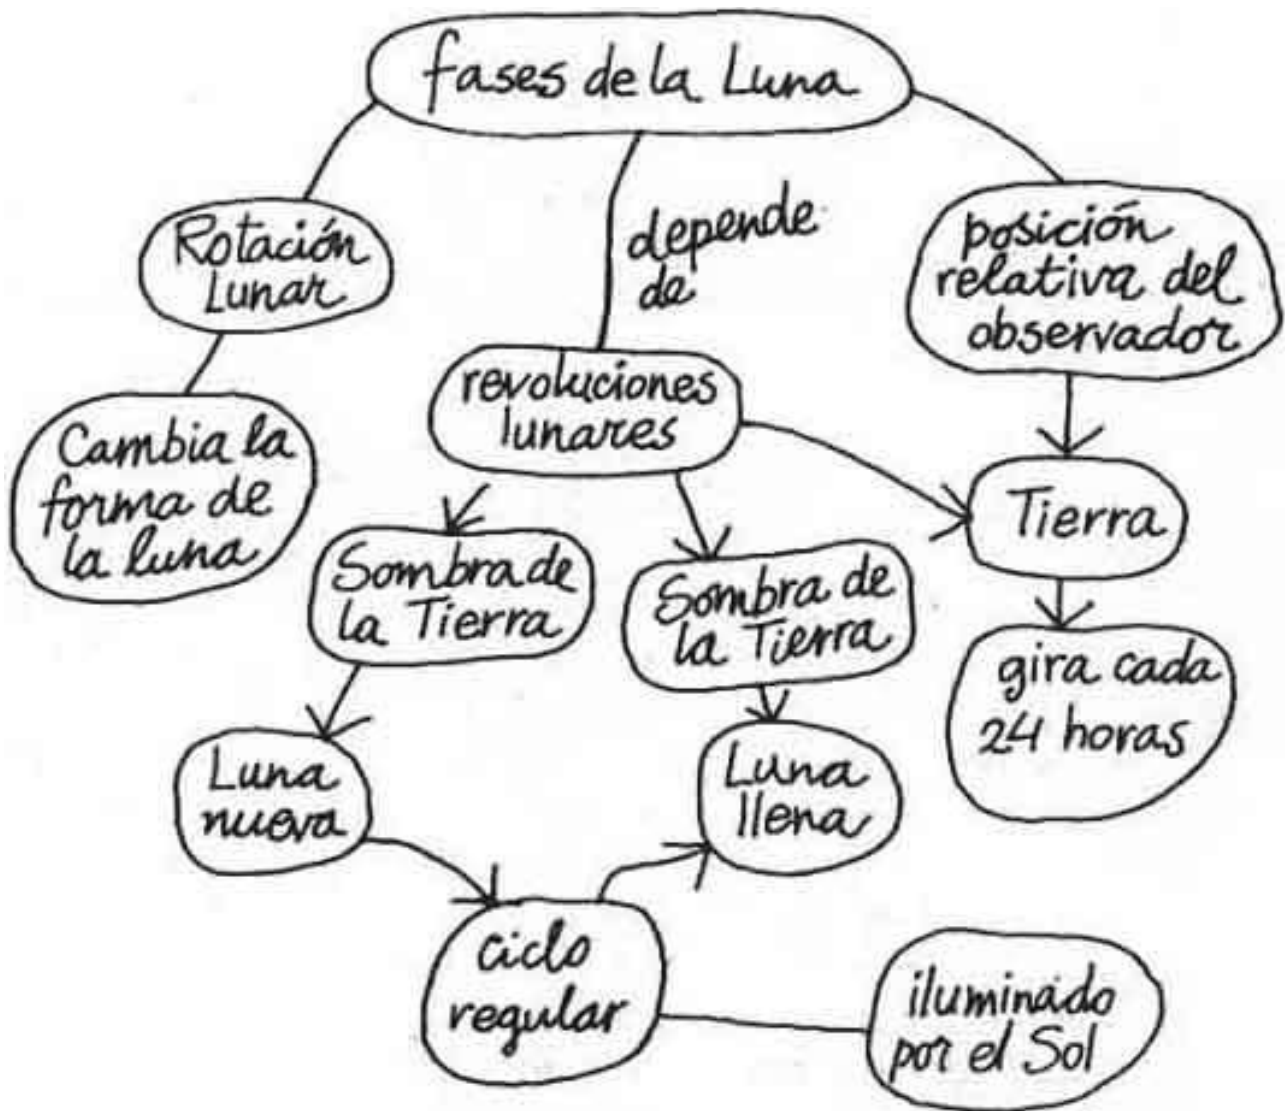 fases de la Luna
Rotación
Lunar
depende
de
posición
relativa del
observador
revoluciones
lunares
Cambia la
forma de
la luna
Tierra
Sombra de
la Tierra
Sombra de
la Tierra
gira cada
24 horas
Luna
nueva
Luna
llena
ciclo
regular
iluminado
por el Sol